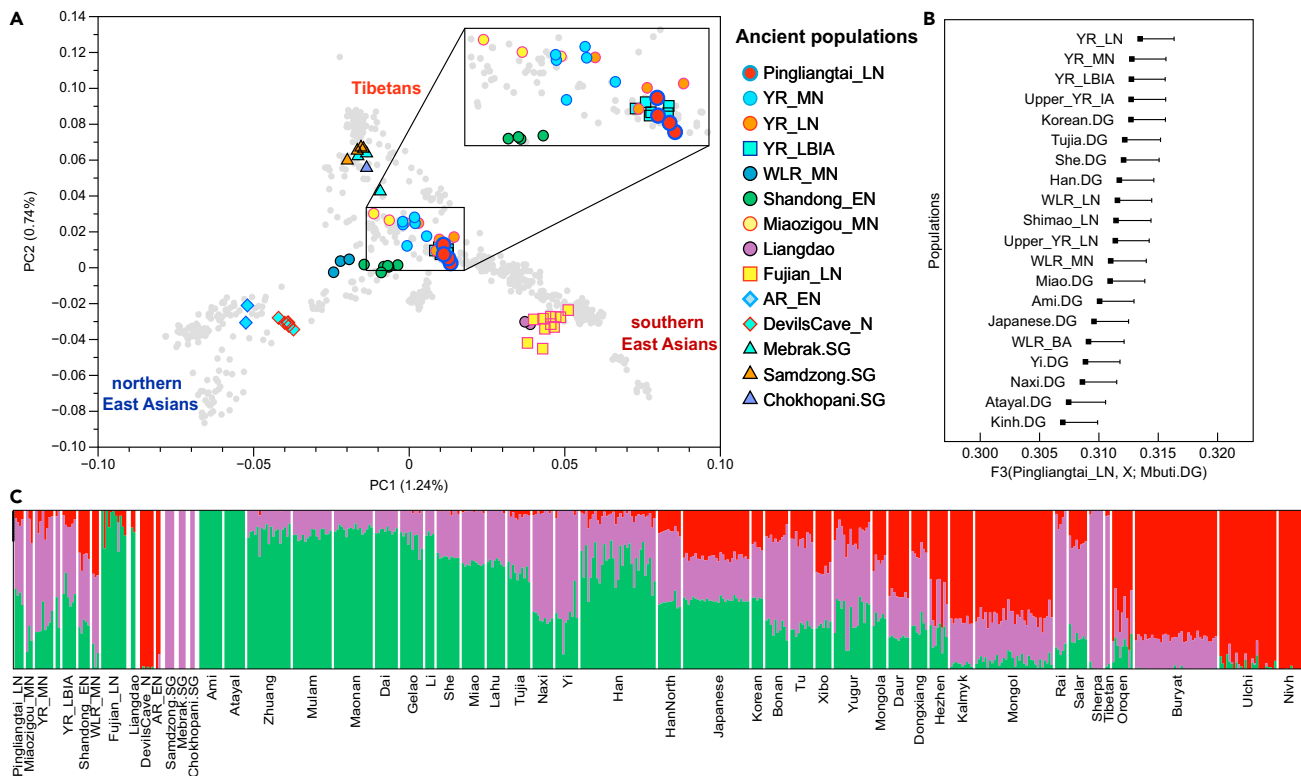 A
0.14
0.12
0.10
0.08
0.06
0.04
0.02
0
−0.02
−0.04
−0.06
−0.08
−0.10
PC2 (0.74%)
−0.10
−0.05
0
0.05
0.10
PC1 (1.24%)
Tibetans
northern
East Asians
southern
East Asians
Ancient populations
Pingliangtai_LN
YR_MN
YR_LN
YR_LBIA
WLR_MN
Shandong_EN
Miaozigou_MN
Liangdao
Fujian_LN
AR_EN
DevilsCave_N
Mebrak.SG
Samdzong.SG
Chokhopani.SG
B
Populations
YR_LN
YR_MN
YR_LBIA
Upper_YR_IA
Korean.DG
Tujia.DG
She.DG
Han.DG
WLR_LN
Shimao_LN
Upper_YR_LN
WLR_MN
Miao.DG
Ami.DG
Japanese.DG
WLR_BA
Yi.DG
Naxi.DG
Atayal.DG
Kinh.DG
0.300
0.305
0.310
0.315
0.320
F3(Pingliangtai_LN, X; Mbuti.DG)
C
Pingliangtai_LN
Miaozigou_MN
YR_MN
YR_LBIA
Shandong_EN
WLR_MN
Fujian_LN
Liangdao
DevilsCave_N
AR_EN
Samdzong.SG
Mebrak.SG
Chokhopani.SG
Ami
Atayal
Zhuang
Mulam
Maonan
Dai
Gelao
Li
She
Miao
Lahu
Tujia
Naxi
Yi
Han
HanNorth
Japanese
Korean
Bonan
Tu
Xibo
Yugur
Mongola
Daur
Dongxiang
Hezhen
Kalmyk
Mongol
Rai
Salar
Sherpa
Tibetan
Oroqen
Buryat
Ulchi
Nivh